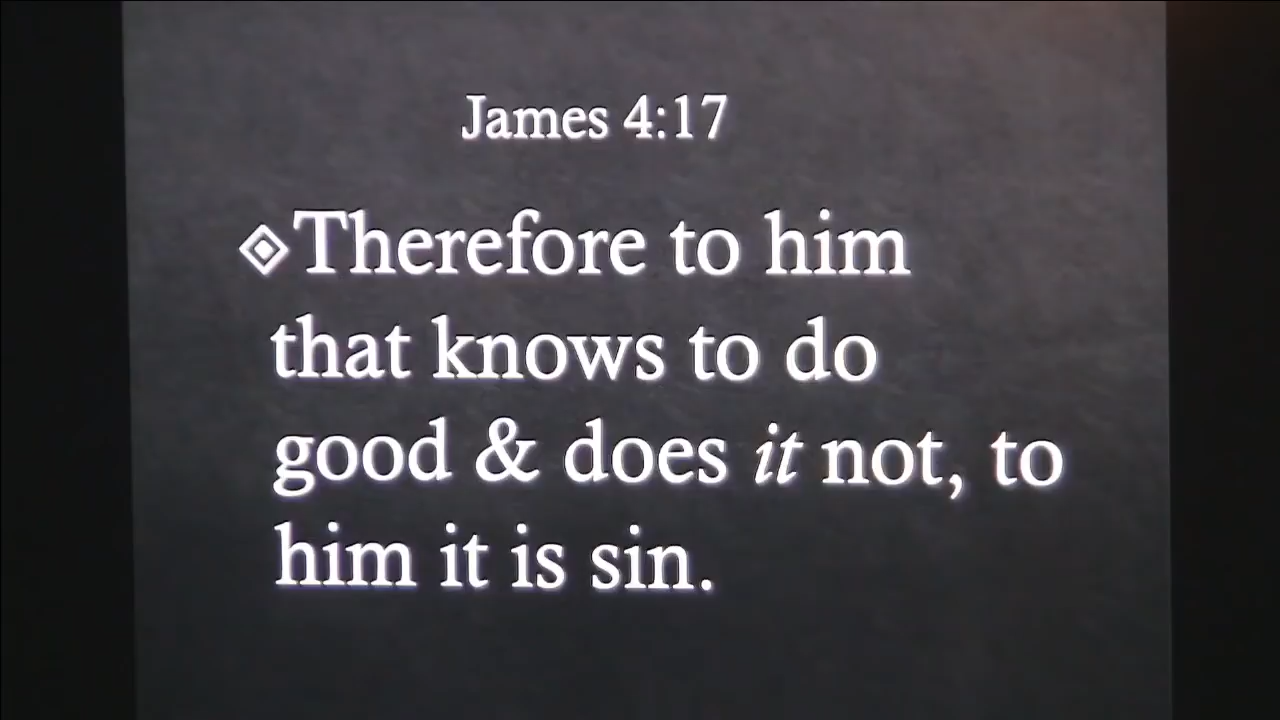 James 4:17
Therefore to him
that knows to do
good & does it not, to
him it is sin.